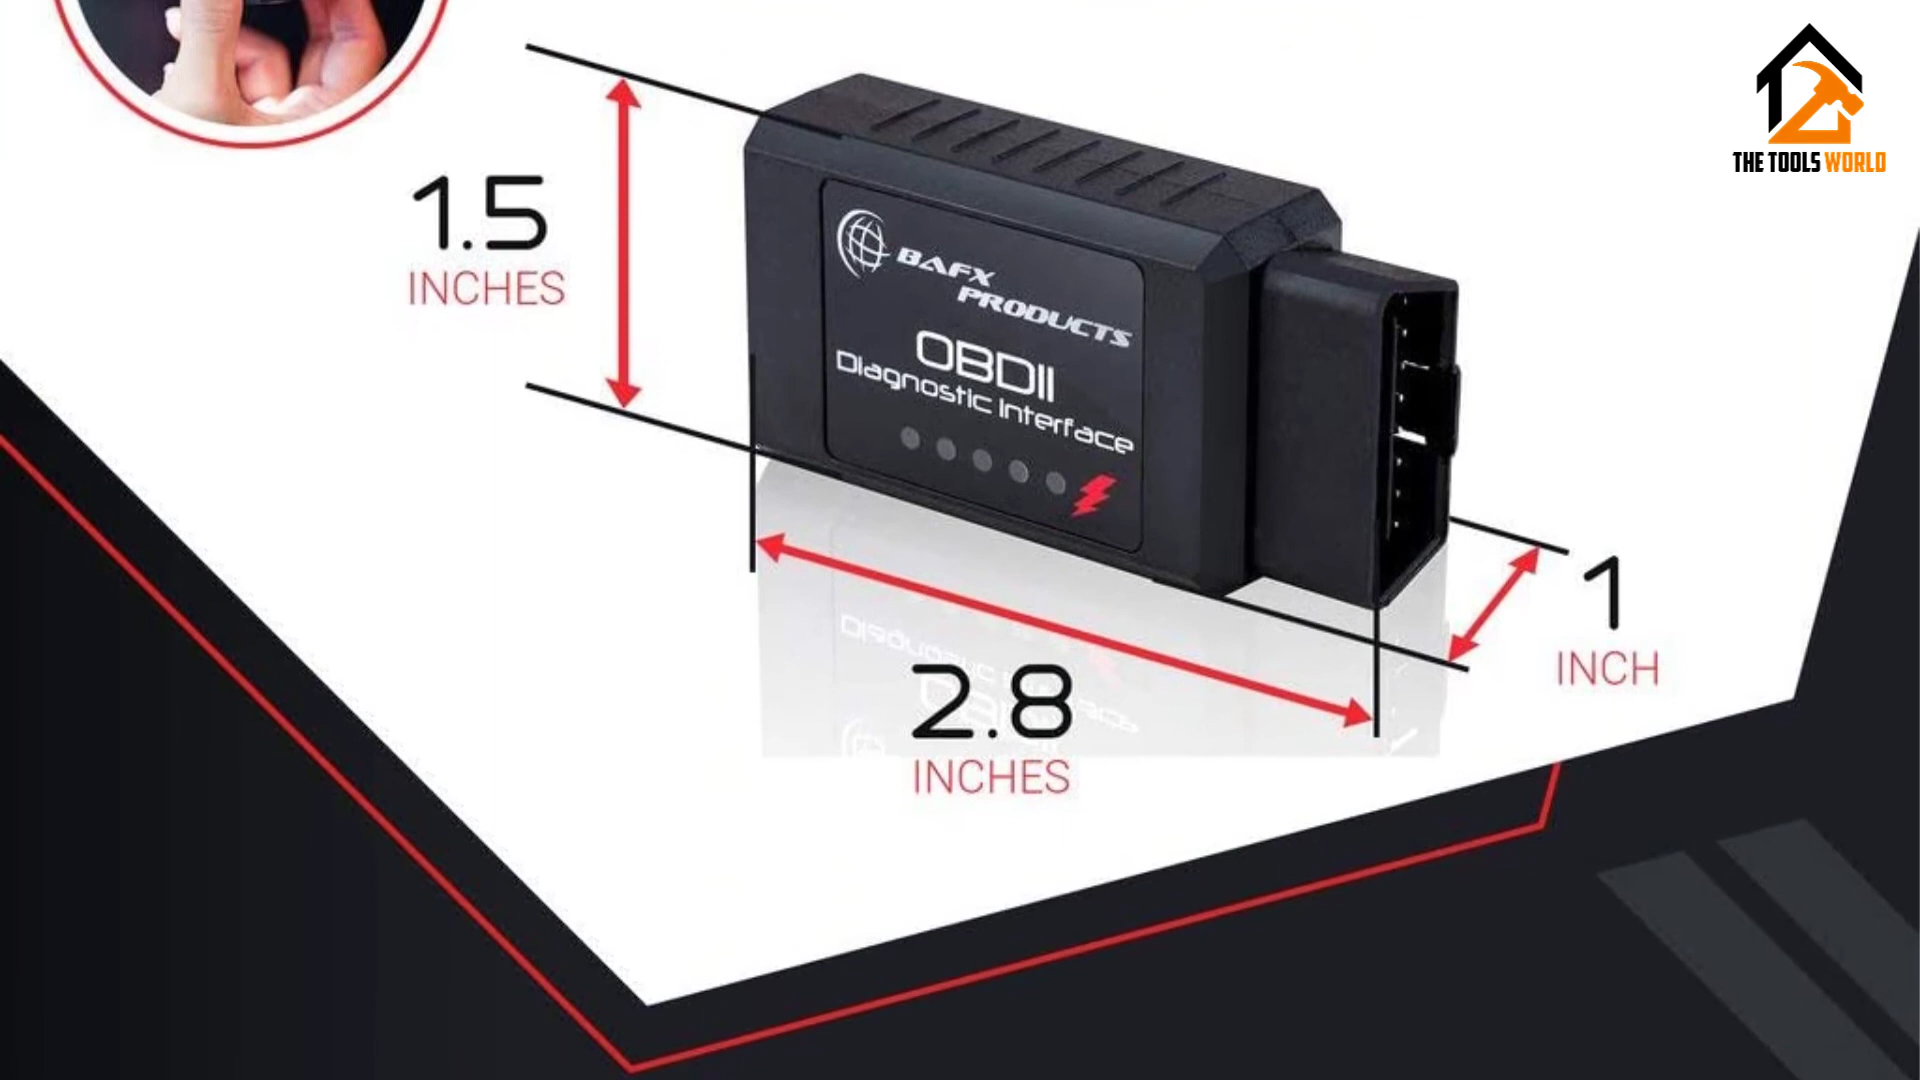 THE TOOLS WORLD
1.5
INCHES
BAFX
PRODUCTS
OBDII
Diagnostic Interface
1
INCH
2.8
INCHES